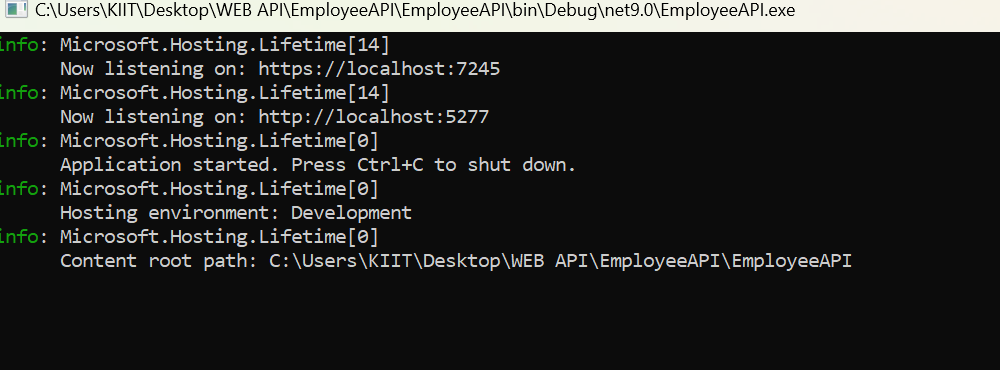 C:\Users\KIIT\Desktop\WEB API\EmployeeAPI\EmployeeAPI\bin\Debug\net9.0\EmployeeAPI.exe
info: Microsoft.Hosting.Lifetime[14]
Now listening on: https://localhost:7245
info: Microsoft.Hosting.Lifetime[14]
Now listening on: http://localhost:5277
info: Microsoft.Hosting.Lifetime[0]
Application started. Press Ctrl+C to shut down.
info: Microsoft.Hosting.Lifetime[0]
Hosting environment: Development
info: Microsoft.Hosting.Lifetime[0]
Content root path: C:\Users\KIIT\Desktop\WEB API\EmployeeAPI\EmployeeAPI